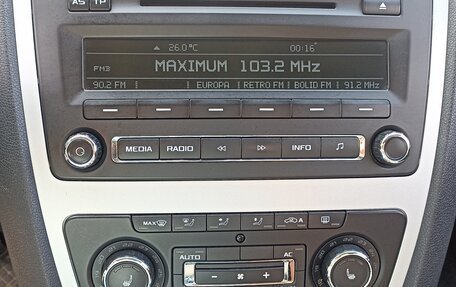 AS TP
26.0°C 00:16
FM3 MAXIMUM 103.2 MHz
90.2 FM EUROPA RETRO FM BOLID FM 91.2 MHz
MEDIA RADIO INFO
MAX A
AUTO AC